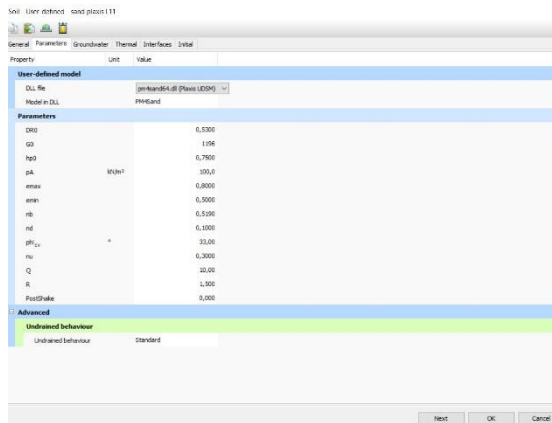 Soil - User-defined - sand plaxis L11
General Parameters Groundwater Thermal Interfaces Initial
Property Unit Value
User-defined model
DLL file pm4sand64.dll (Plaxis UDSM)
Model in DLL PM4Sand
Parameters
DR0 0,5300
G0 1196
hp0 0,7500
pA kN/m² 100,0
emax 0,8000
emin 0,5000
nb 0,5190
nd 0,1000
phi cv ° 33,00
nu 0,3000
Q 10,00
R 1,500
PostShake 0,000
Advanced
Undrained behaviour
Undrained behaviour Standard
Next OK Cancel